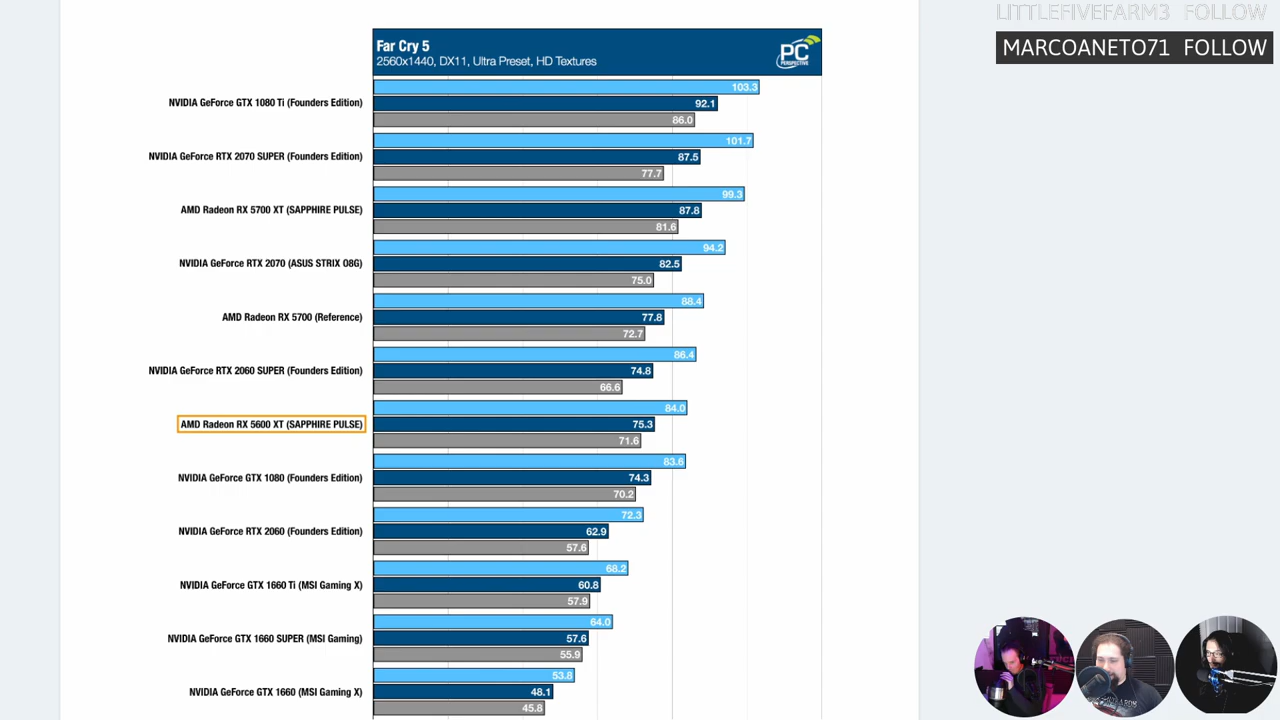 LITTLEFIVEFARM3 FOLLOW
MARCOANETO71 FOLLOW
Far Cry 5
2560x1440, DX11, Ultra Preset, HD Textures
PC
PERSPECTIVE
NVIDIA GeForce GTX 1080 Ti (Founders Edition)
103.3
92.1
86.0
NVIDIA GeForce RTX 2070 SUPER (Founders Edition)
101.7
87.5
77.7
AMD Radeon RX 5700 XT (SAPPHIRE PULSE)
99.3
87.8
81.6
NVIDIA GeForce RTX 2070 (ASUS STRIX O8G)
94.2
82.5
75.0
AMD Radeon RX 5700 (Reference)
88.4
77.8
72.7
NVIDIA GeForce RTX 2060 SUPER (Founders Edition)
86.4
74.8
66.6
AMD Radeon RX 5600 XT (SAPPHIRE PULSE)
84.0
75.3
71.6
NVIDIA GeForce GTX 1080 (Founders Edition)
83.6
74.3
70.2
NVIDIA GeForce RTX 2060 (Founders Edition)
72.3
62.9
57.6
NVIDIA GeForce GTX 1660 Ti (MSI Gaming X)
68.2
60.8
57.9
NVIDIA GeForce GTX 1660 SUPER (MSI Gaming)
64.0
57.6
55.9
NVIDIA GeForce GTX 1660 (MSI Gaming X)
53.8
48.1
45.8